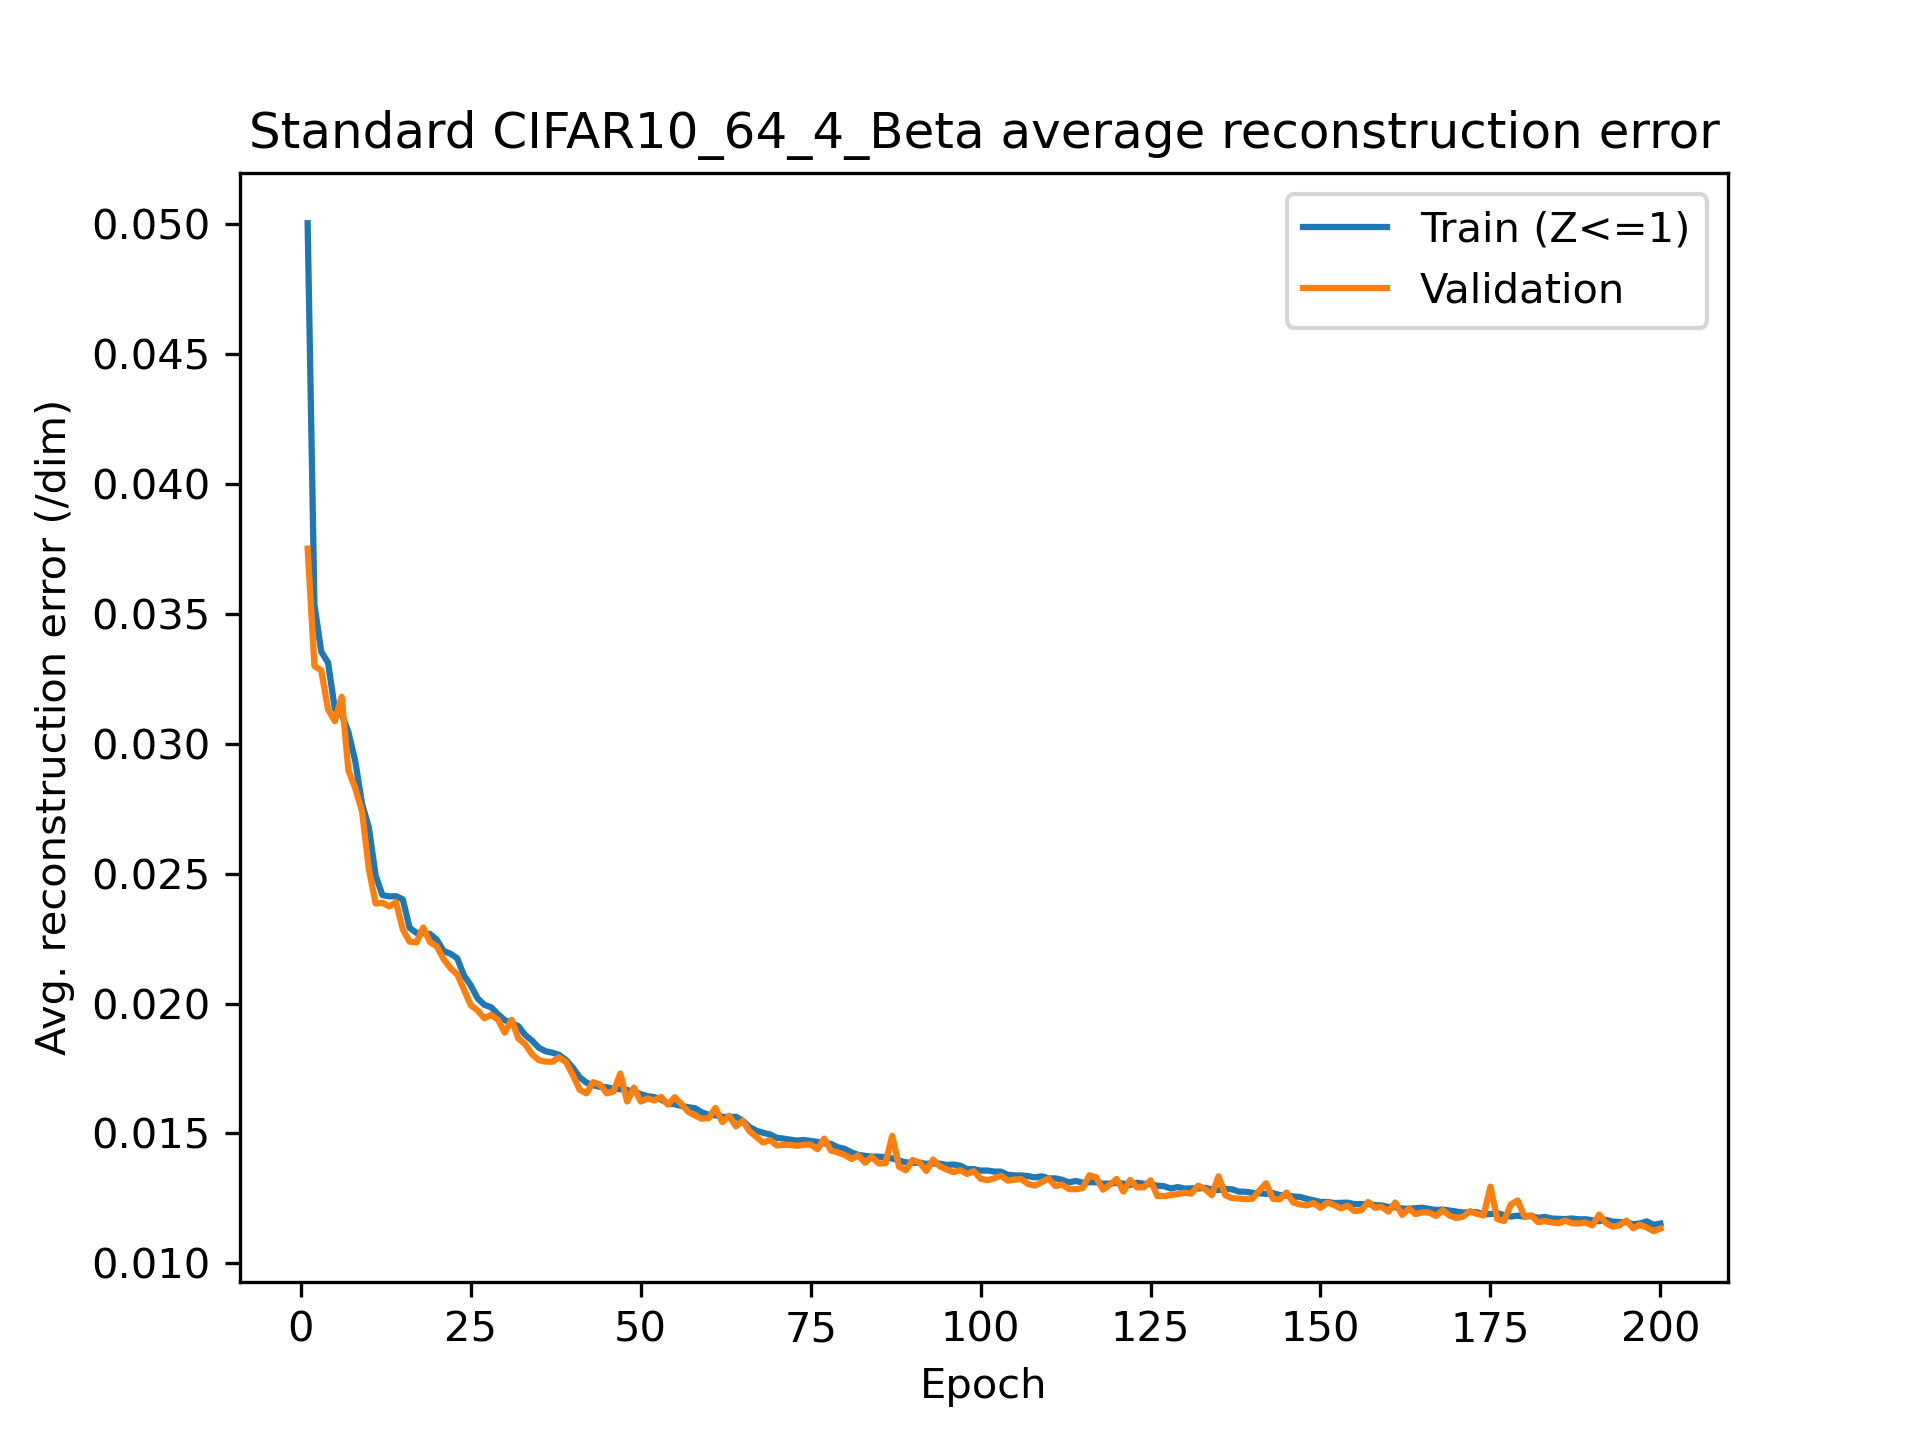 Standard CIFAR10_64_4_Beta average reconstruction error
Train (Z<=1)
Validation
Avg. reconstruction error (/dim)
0.050
0.045
0.040
0.035
0.030
0.025
0.020
0.015
0.010
0 25 50 75 100 125 150 175 200
Epoch